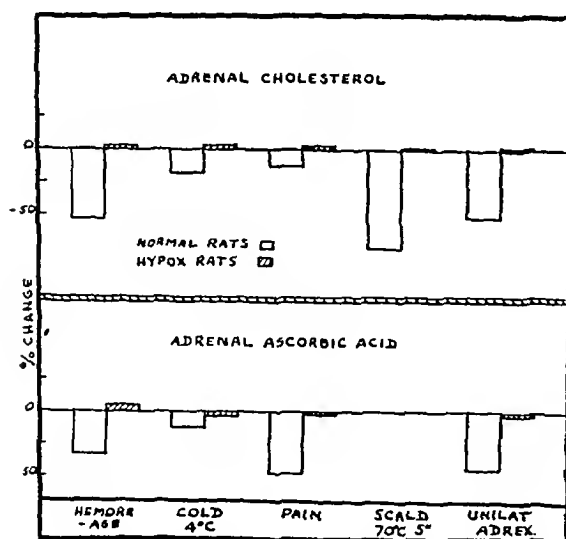 ADRENAL CHOLESTEROL
0
-50
NORMAL RATS
HYPOX RATS
% CHANGE
ADRENAL ASCORBIC ACID
0
50
HEMORR
-AGE
COLD
4°C
PAIN
SCALD
70°C 5"
UNILAT
ADREX.